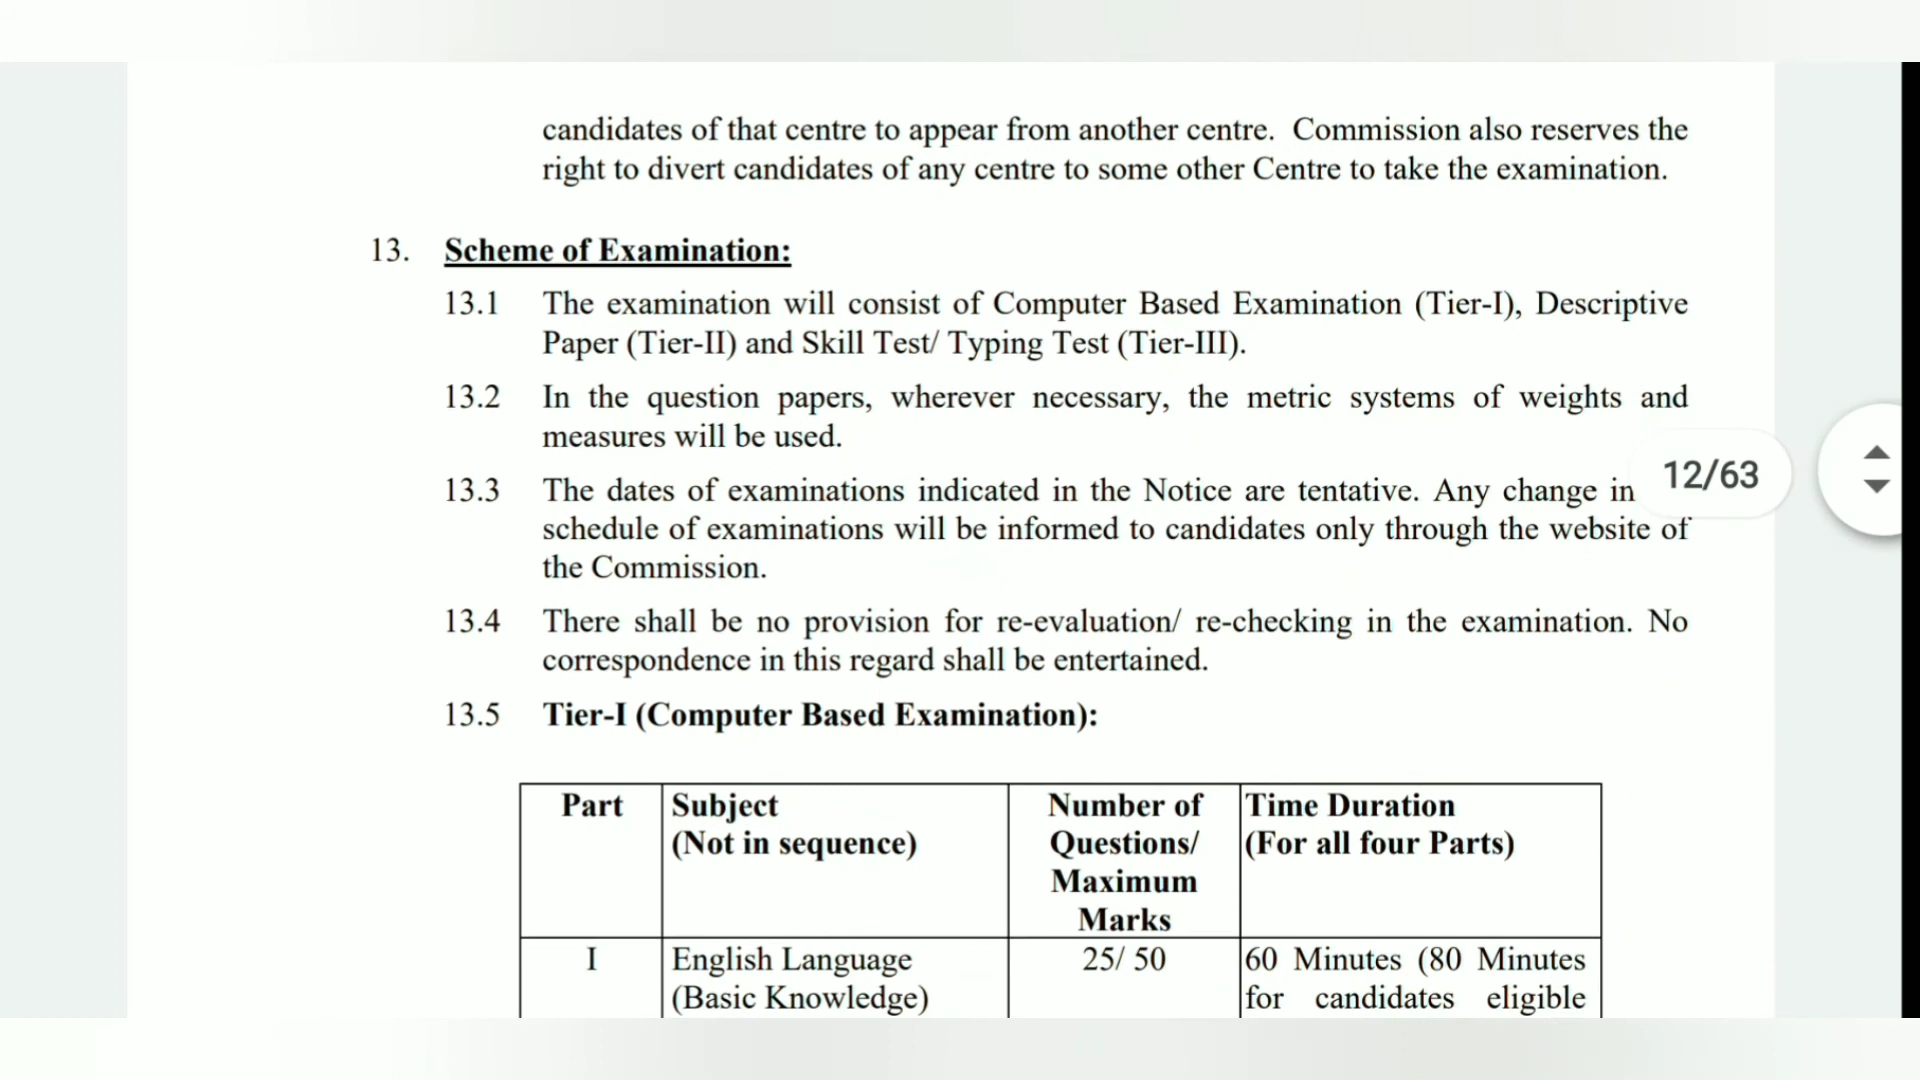 candidates of that centre to appear from another centre. Commission also reserves the
right to divert candidates of any centre to some other Centre to take the examination.
13. Scheme of Examination:
13.1 The examination will consist of Computer Based Examination (Tier-I), Descriptive
Paper (Tier-II) and Skill Test/ Typing Test (Tier-III).
13.2 In the question papers, wherever necessary, the metric systems of weights and
measures will be used.
13.3 The dates of examinations indicated in the Notice are tentative. Any change in
12/63
schedule of examinations will be informed to candidates only through the website of
the Commission.
13.4 There shall be no provision for re-evaluation/ re-checking in the examination. No
correspondence in this regard shall be entertained.
13.5 Tier-I (Computer Based Examination):
Part Subject Number of Time Duration
(Not in sequence) Questions/ (For all four Parts)
Maximum
Marks
I English Language 25/ 50 60 Minutes (80 Minutes
(Basic Knowledge) for candidates eligible